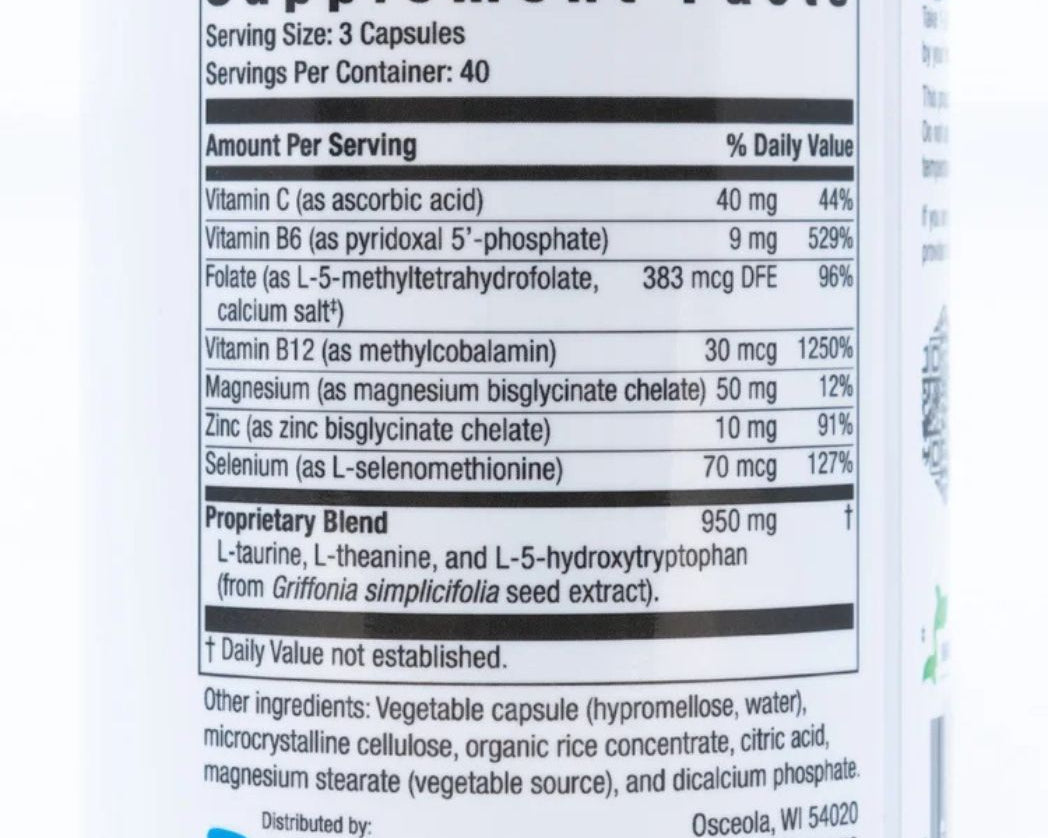 Supplement Facts
Serving Size: 3 Capsules
Servings Per Container: 40
Amount Per Serving % Daily Value
Vitamin C (as ascorbic acid) 40 mg 44%
Vitamin B6 (as pyridoxal 5'-phosphate) 9 mg 529%
Folate (as L-5-methyltetrahydrofolate, 383 mcg DFE 96%
calcium salt‡)
Vitamin B12 (as methylcobalamin) 30 mcg 1250%
Magnesium (as magnesium bisglycinate chelate) 50 mg 12%
Zinc (as zinc bisglycinate chelate) 10 mg 91%
Selenium (as L-selenomethionine) 70 mcg 127%
Proprietary Blend 950 mg †
L-taurine, L-theanine, and L-5-hydroxytryptophan
(from Griffonia simplicifolia seed extract).
† Daily Value not established.
Other ingredients: Vegetable capsule (hypromellose, water),
microcrystalline cellulose, organic rice concentrate, citric acid,
magnesium stearate (vegetable source), and dicalcium phosphate.
Distributed by: Osceola, WI 54020
Take
by